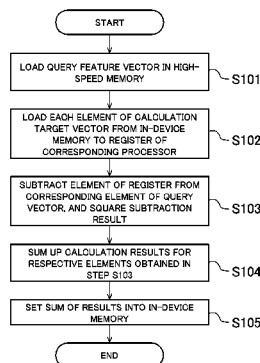 START
LOAD QUERY FEATURE VECTOR IN HIGH-
SPEED MEMORY
S101
LOAD EACH ELEMENT OF CALCULATION
TARGET VECTOR FROM IN-DEVICE
MEMORY TO REGISTER OF
CORRESPONDING PROCESSOR
S102
SUBTRACT ELEMENT OF REGISTER FROM
CORRESPONDING ELEMENT OF QUERY
VECTOR, AND SQUARE SUBTRACTION
RESULT
S103
SUM UP CALCULATION RESULTS FOR
RESPECTIVE ELEMENTS OBTAINED IN
STEP S103
S104
SET SUM OF RESULTS INTO IN-DEVICE
MEMORY
S105
END